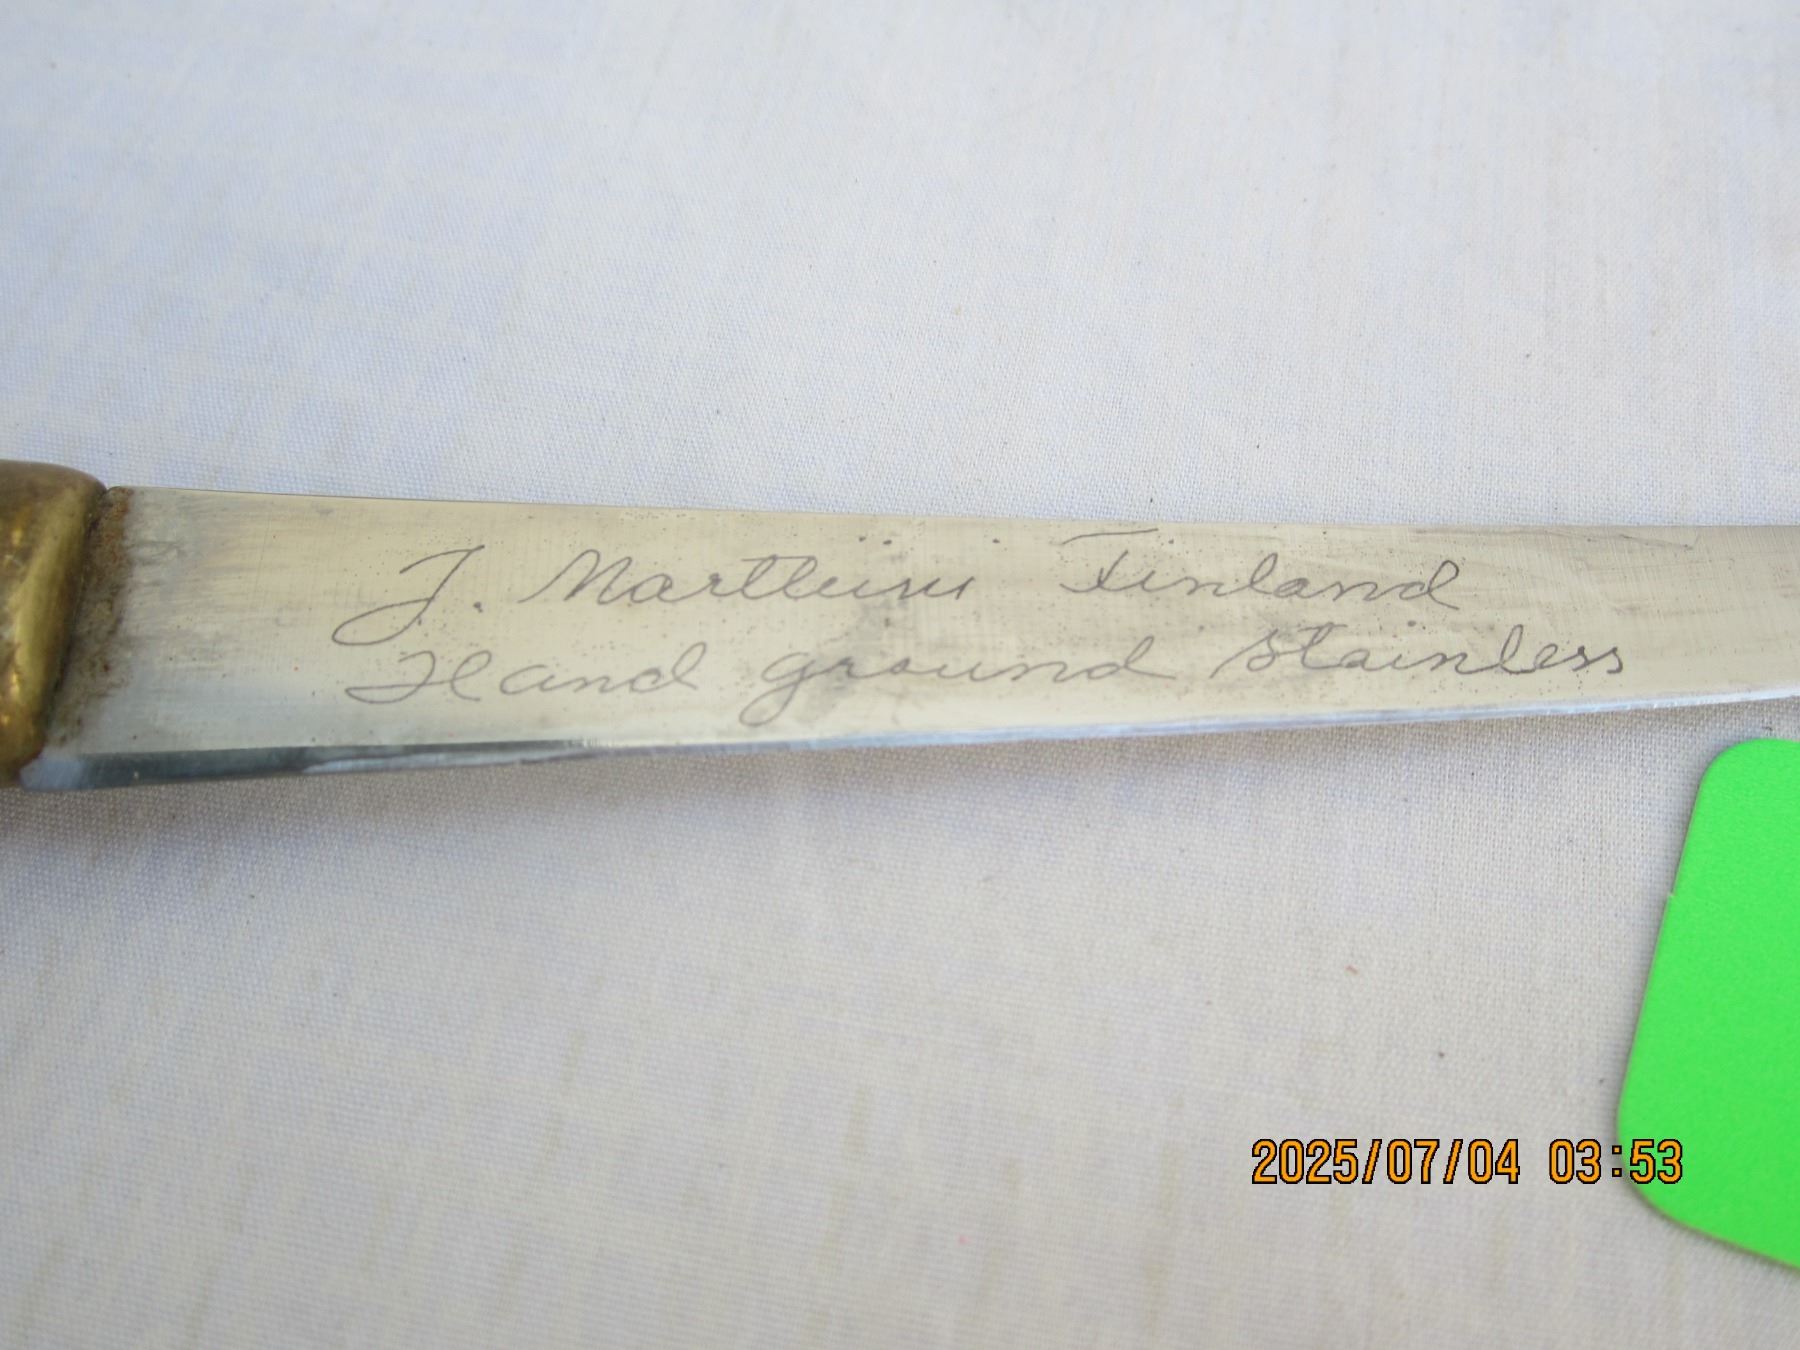 J. Marttiini Finland
Hand ground Stainless
2025/07/04 03:53